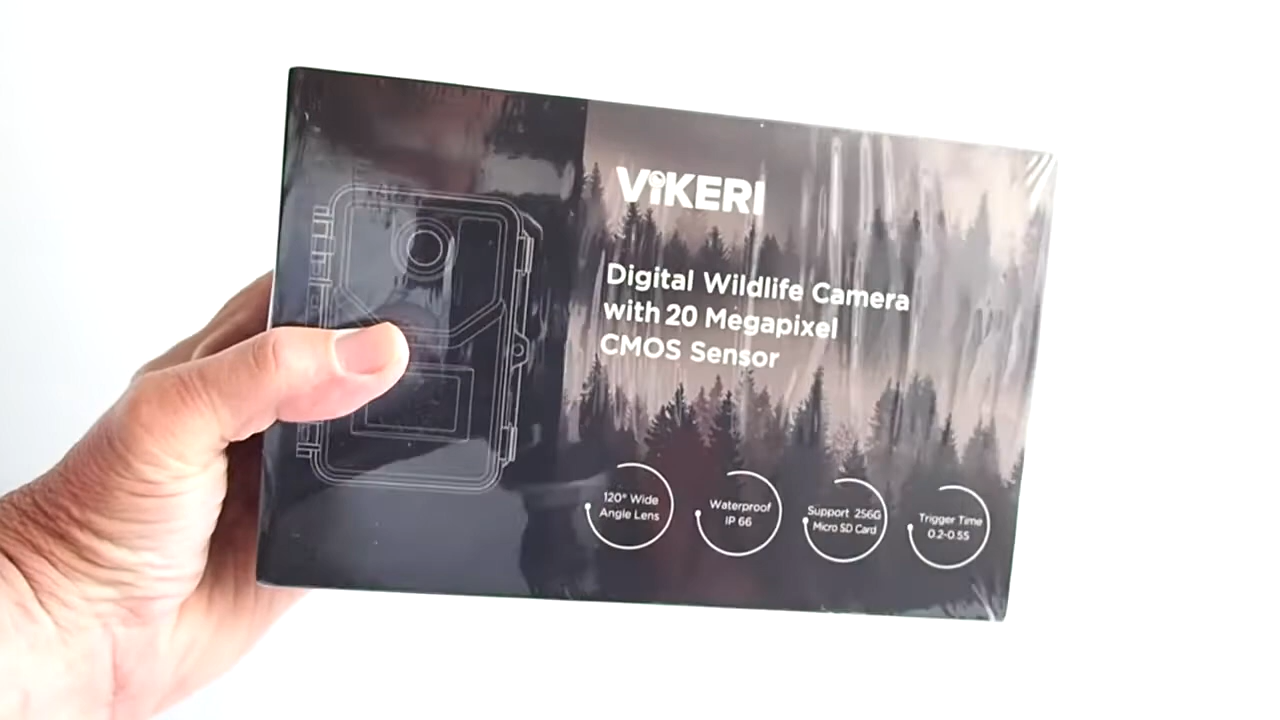 ViKERI
Digital Wildlife Camera
with 20 Megapixel
CMOS Sensor
120° Wide
Angle Lens
Waterproof
IP 66
Support 256G
Micro SD Card
Trigger Time
0.2-0.5S